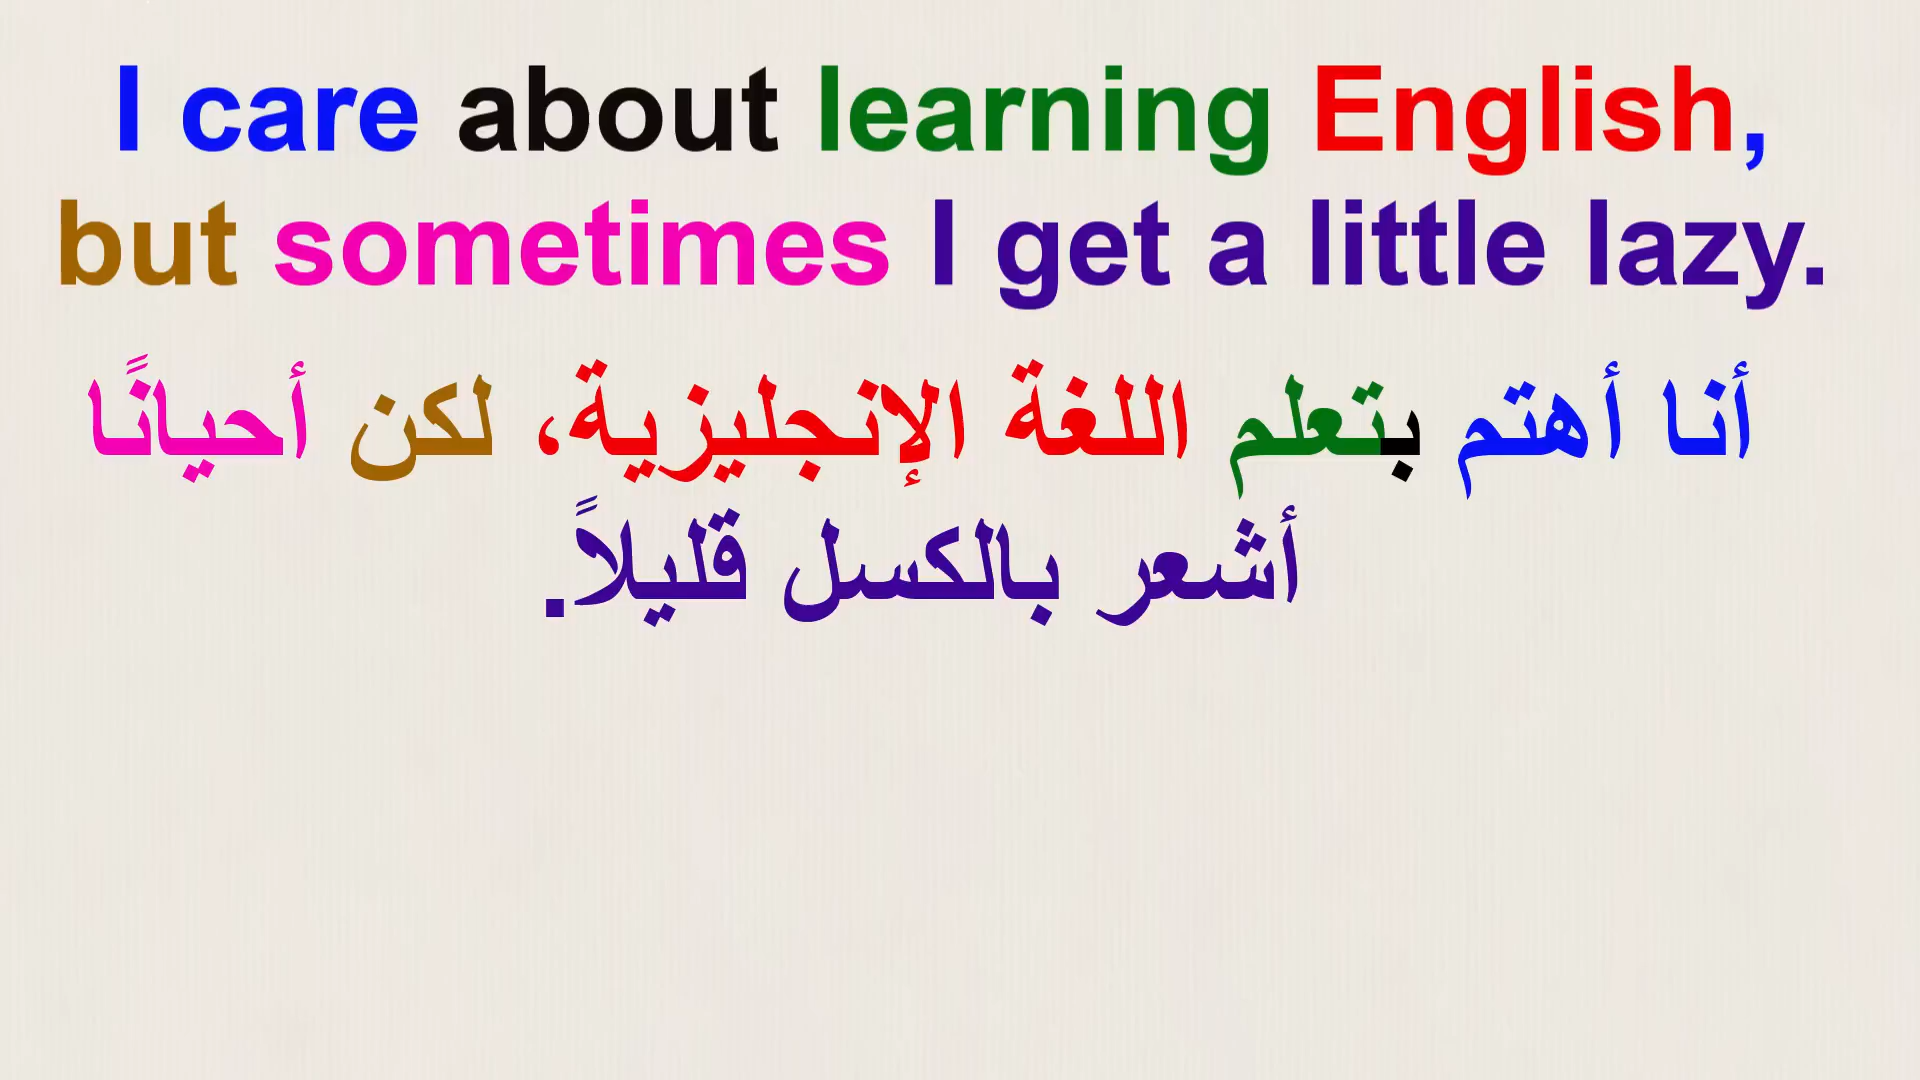 I care about learning English,
but sometimes I get a little lazy.
أنا أهتم بتعلم اللغة الإنجليزية، لكن أحيانًا
أشعر بالكسل قليلاً.